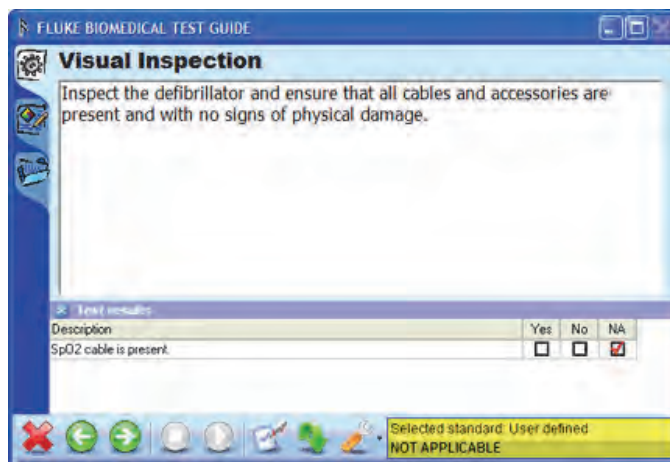 FLUKE BIOMEDICAL TEST GUIDE
Visual Inspection
Inspect the defibrillator and ensure that all cables and accessories are
present and with no signs of physical damage.
Test results
Description Yes No NA
SpO2 cable is present
Selected standard: User defined
NOT APPLICABLE